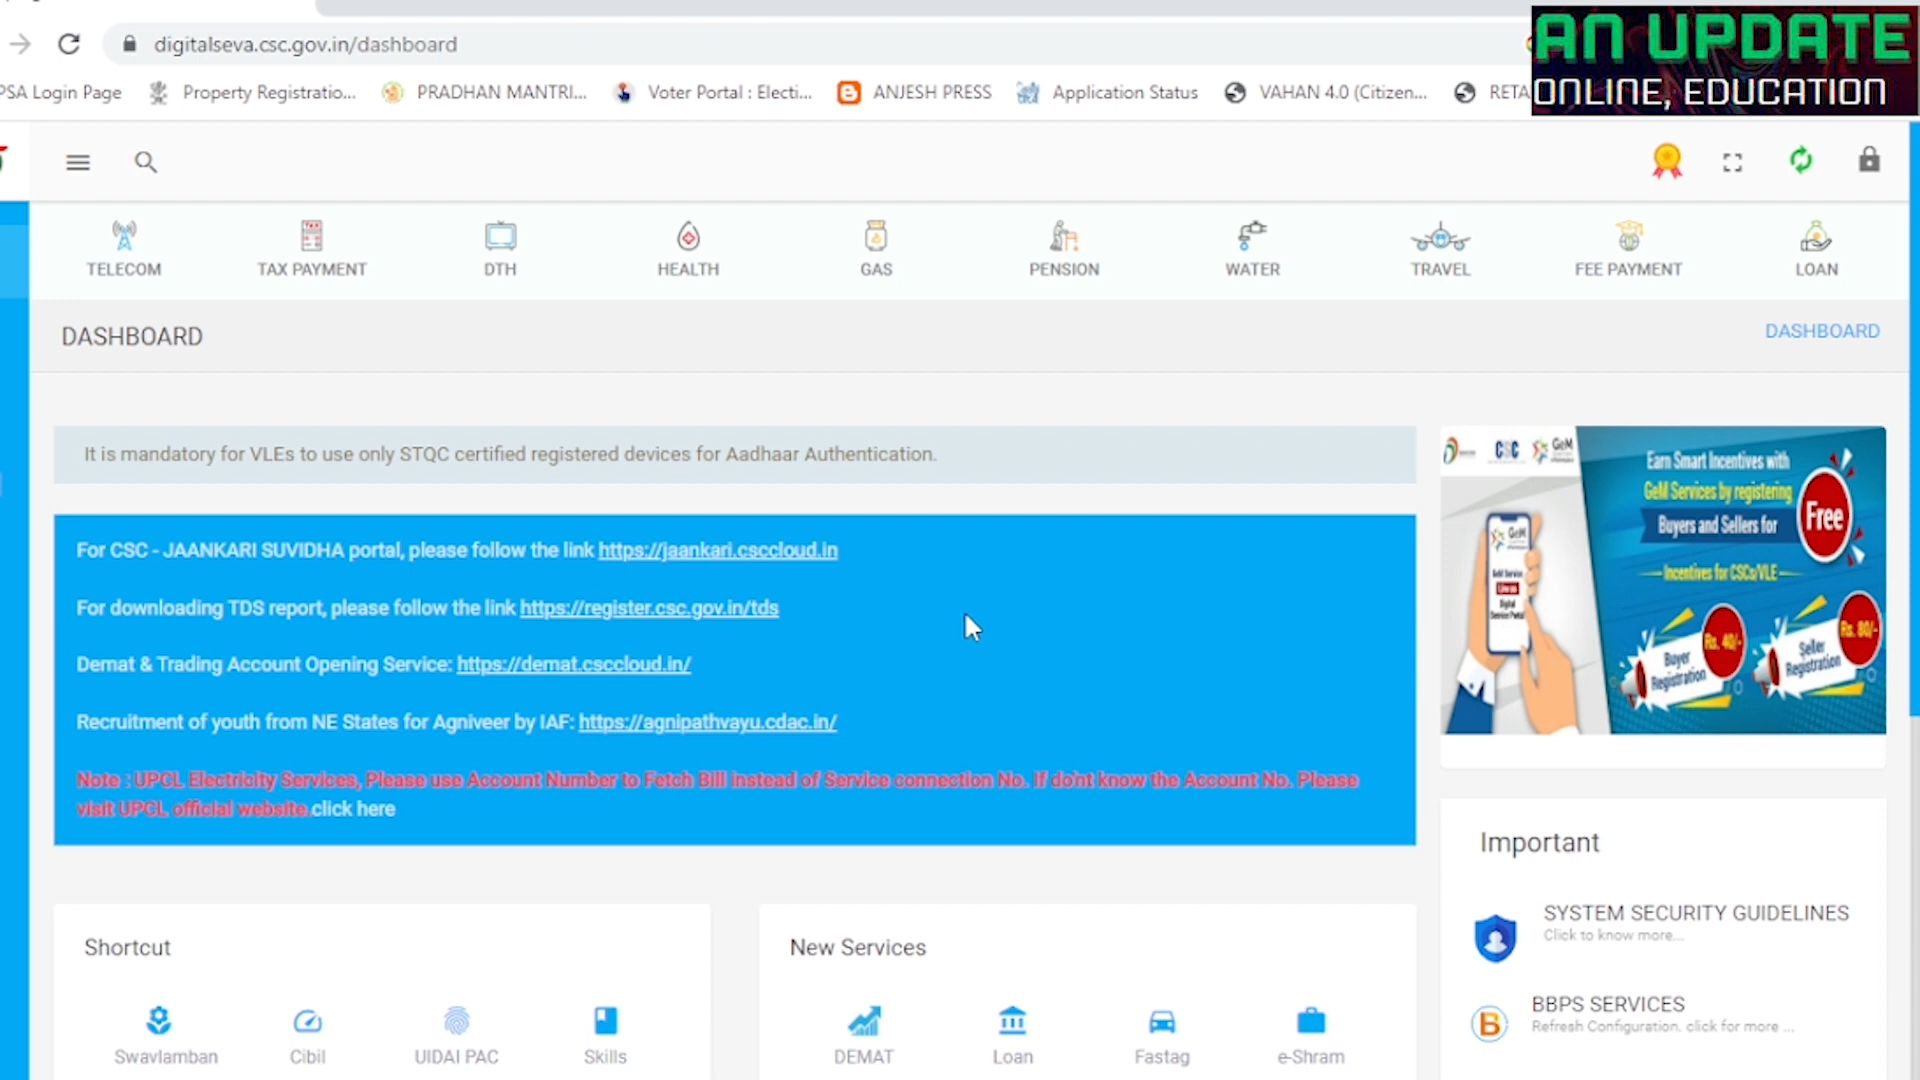 AN UPDATE
ONLINE, EDUCATION
digitalseva.csc.gov.in/dashboard
PSA Login Page
Property Registratio...
PRADHAN MANTRI...
Voter Portal : Electi...
ANJESH PRESS
Application Status
VAHAN 4.0 (Citizen...
RETA
TELECOM
TAX PAYMENT
DTH
HEALTH
GAS
PENSION
WATER
TRAVEL
FEE PAYMENT
LOAN
DASHBOARD
DASHBOARD
It is mandatory for VLEs to use only STQC certified registered devices for Aadhaar Authentication.
For CSC - JAANKARI SUVIDHA portal, please follow the link https://jaankari.csccloud.in
For downloading TDS report, please follow the link https://register.csc.gov.in/tds
Demat & Trading Account Opening Service: https://demat.csccloud.in/
Recruitment of youth from NE States for Agniveer by IAF: https://agnipathvayu.cdac.in/
Note : UPCL Electricity Services, Please use Account Number to Fetch Bill instead of Service connection No. If do'nt know the Account No. Please
visit UPCL official website.click here
CSC
GeM
Earn Smart Incentives with
GeM Services by registering
Buyers and Sellers for
Free
Incentives for CSCs/VLE
GeM
Rs. 40/-
Buyer
Registration
Rs. 80/-
Seller
Registration
Important
SYSTEM SECURITY GUIDELINES
Click to know more...
BBPS SERVICES
Refresh Configuration. click for more ...
Shortcut
Swavlamban
Cibil
UIDAI PAC
Skills
New Services
DEMAT
Loan
Fastag
e-Shram